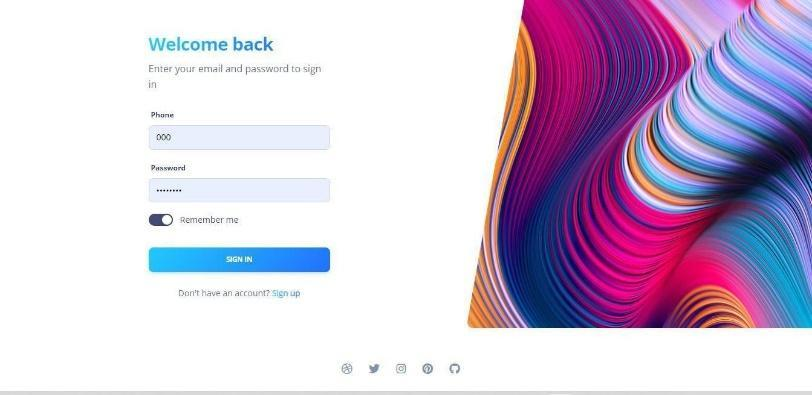 Welcome back
Enter your email and password to sign
in
Phone
000
Password
••••••••
Remember me
SIGN IN
Don't have an account? Sign up